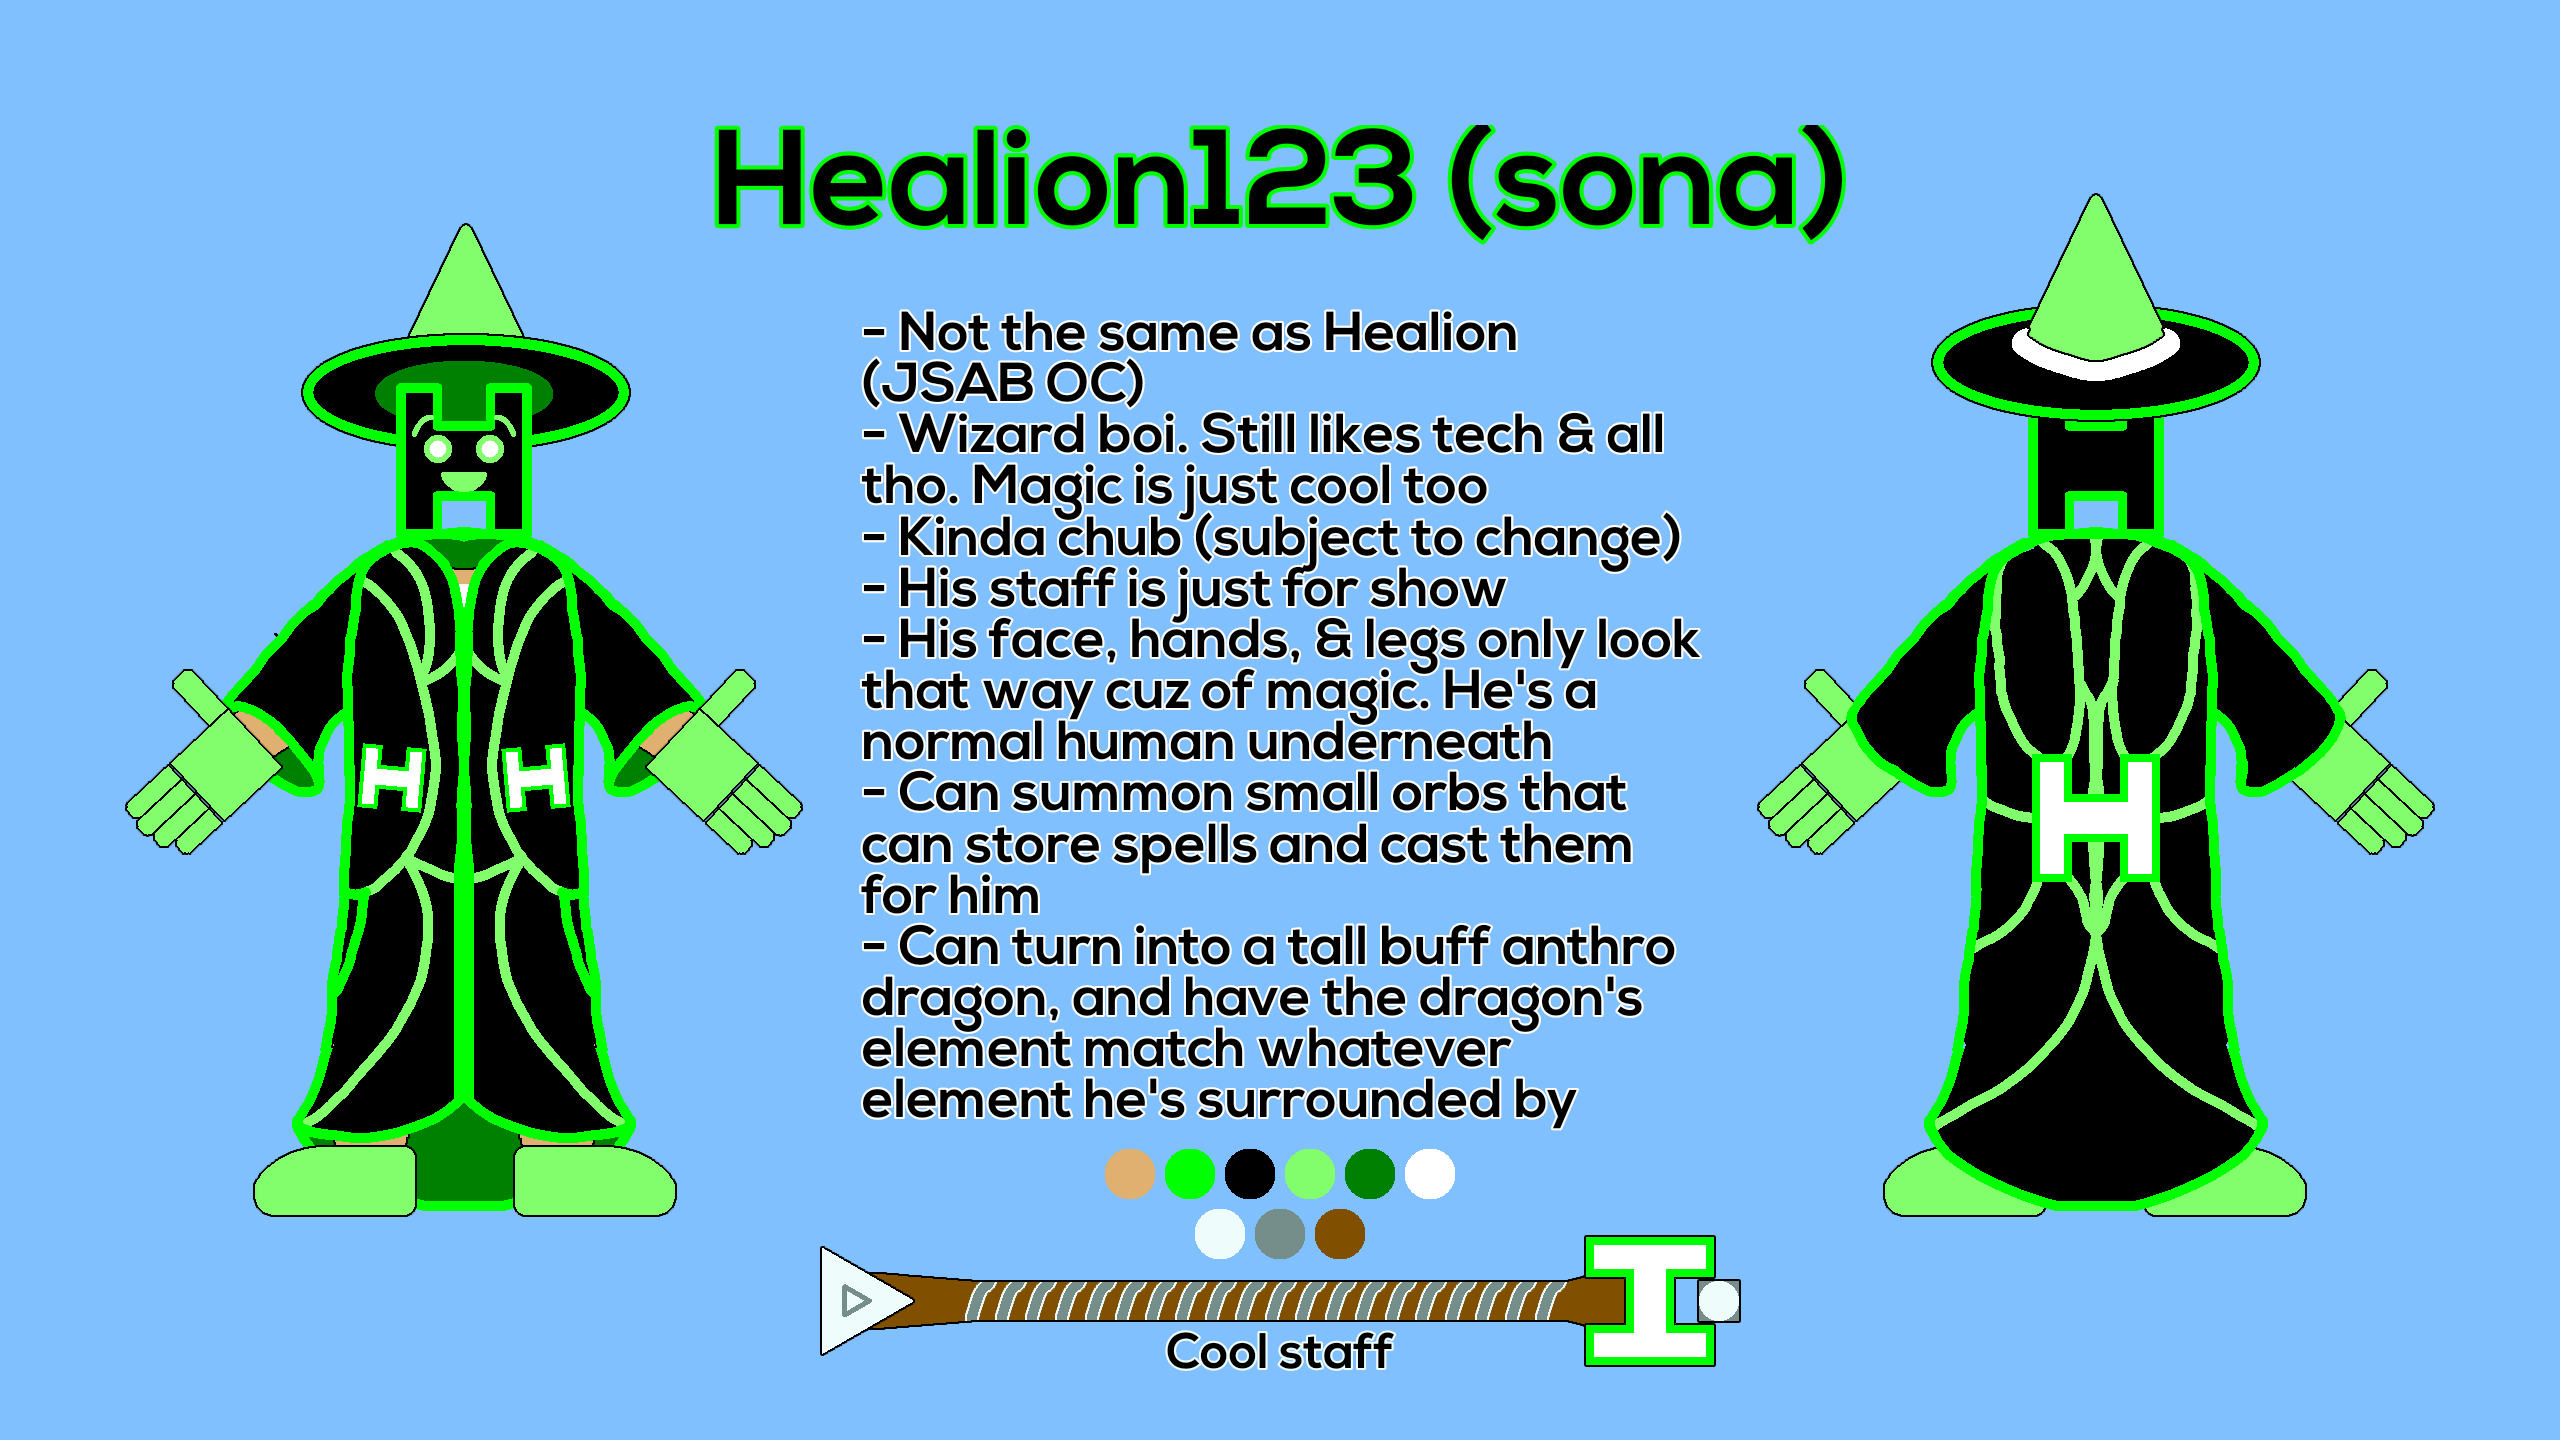 Healion123 (sona)
- Not the same as Healion
(JSAB OC)
- Wizard boi. Still likes tech & all
tho. Magic is just cool too
- Kinda chub (subject to change)
- His staff is just for show
- His face, hands, & legs only look
that way cuz of magic. He's a
normal human underneath
- Can summon small orbs that
can store spells and cast them
for him
- Can turn into a tall buff anthro
dragon, and have the dragon's
element match whatever
element he's surrounded by
H H
H
Cool staff